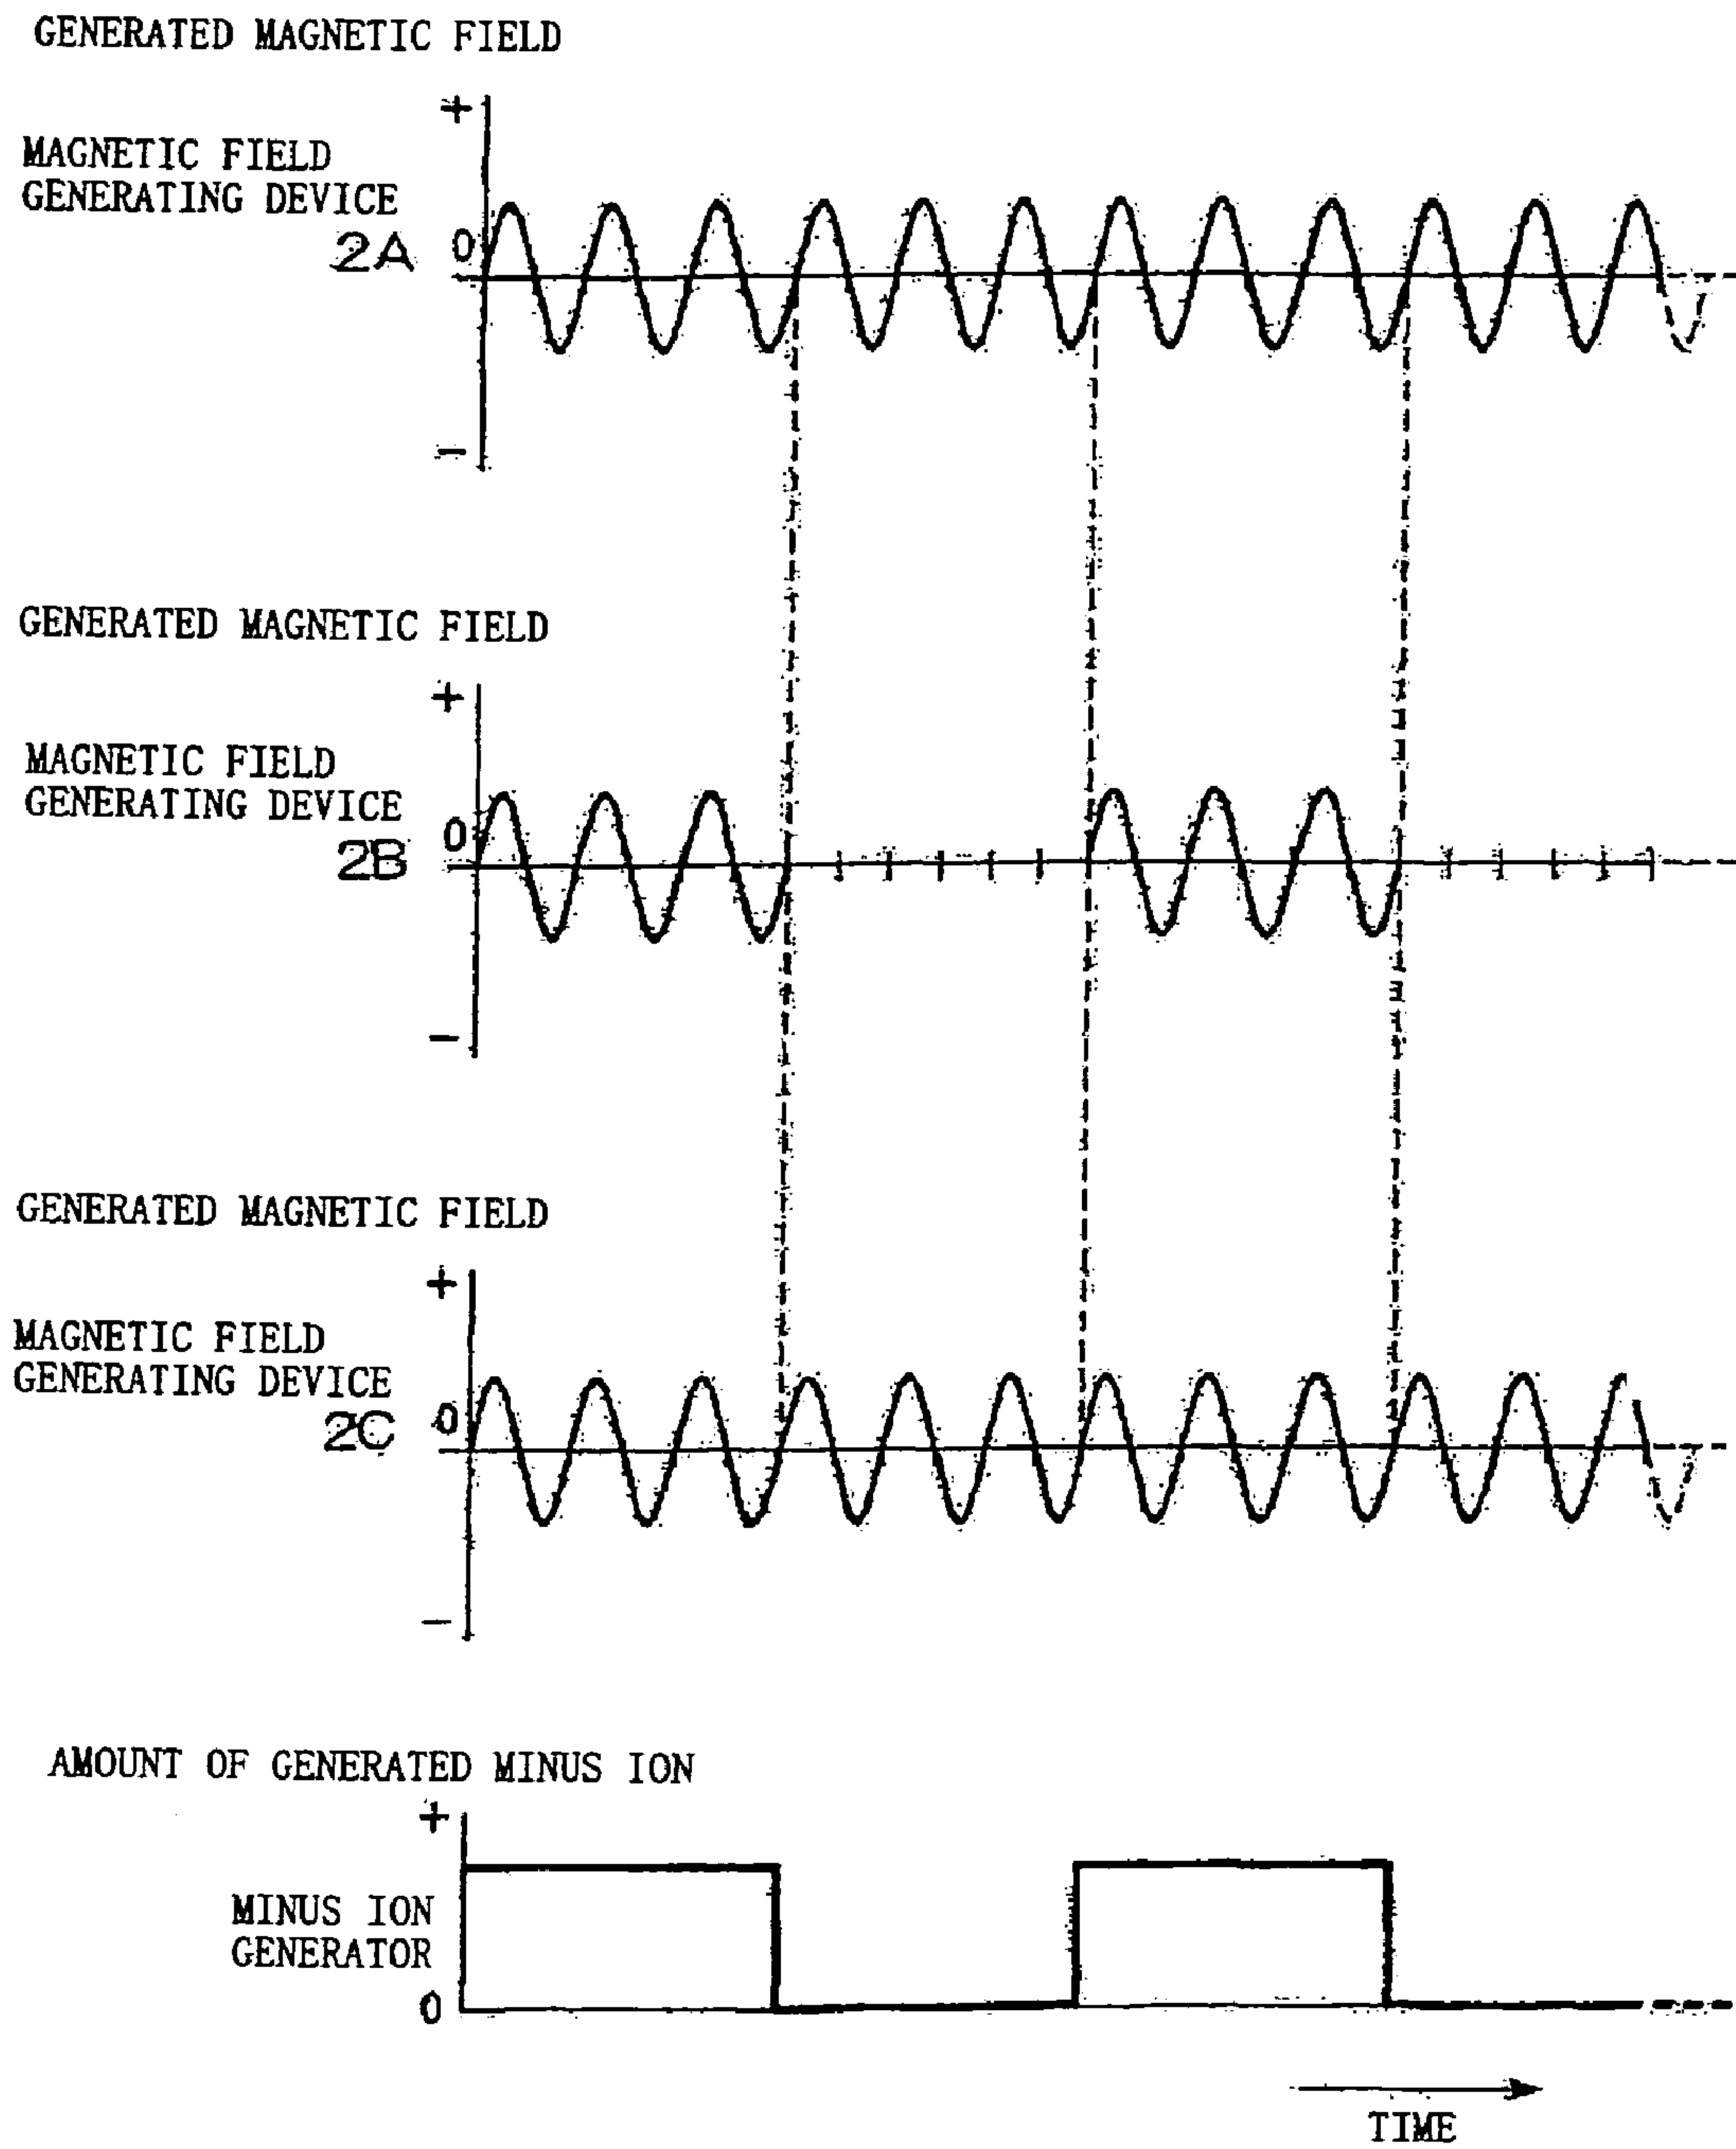 GENERATED MAGNETIC FIELD
+
MAGNETIC FIELD
GENERATING DEVICE
2A
0
−
GENERATED MAGNETIC FIELD
+
MAGNETIC FIELD
GENERATING DEVICE
2B
0
−
GENERATED MAGNETIC FIELD
+
MAGNETIC FIELD
GENERATING DEVICE
2C
0
−
AMOUNT OF GENERATED MINUS ION
+
MINUS ION
GENERATOR
0
TIME